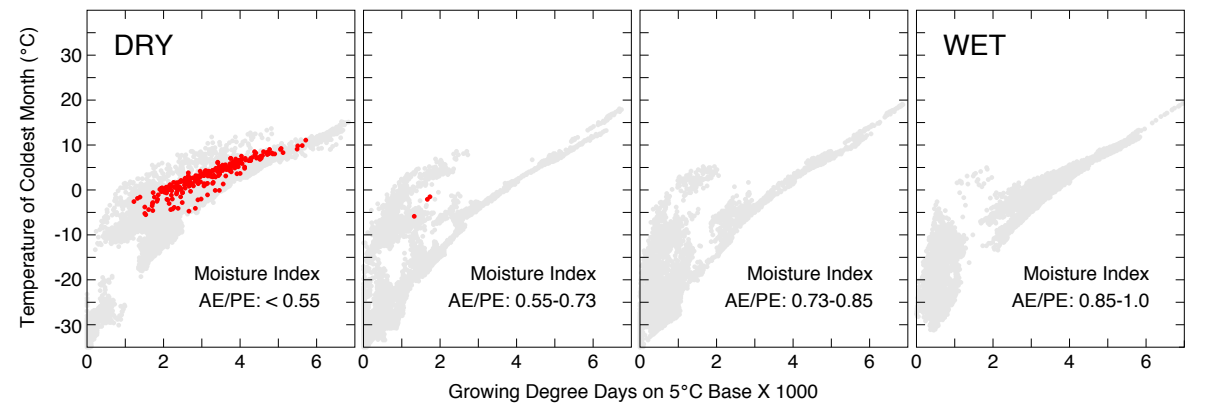 DRY
WET
Temperature of Coldest Month (°C)
30
20
10
0
-10
-20
-30
Moisture Index
AE/PE: < 0.55
Moisture Index
AE/PE: 0.55-0.73
Moisture Index
AE/PE: 0.73-0.85
Moisture Index
AE/PE: 0.85-1.0
0 2 4 6 0 2 4 6 0 2 4 6 0 2 4 6
Growing Degree Days on 5°C Base X 1000